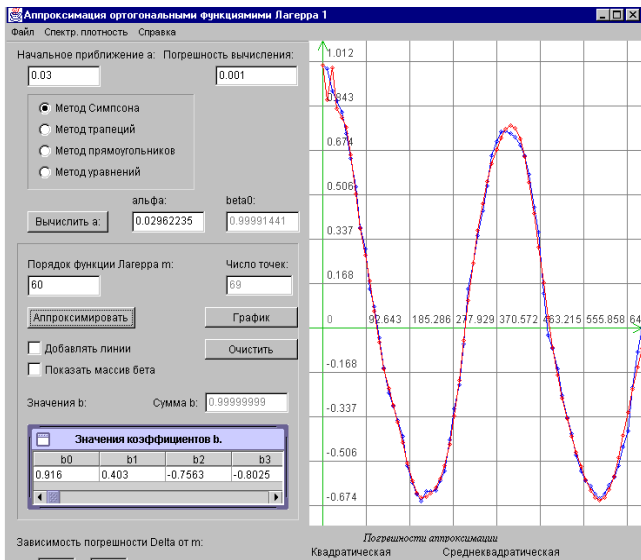 Аппроксимация ортогональными функциямими Лагерра 1
Файл Спектр. плотность Справка
Начальное приближение a: Погрешность вычисления:
0.03 0.001
Метод Симпсона
Метод трапеций
Метод прямоугольников
Метод уравнений
альфа: beta0:
Вычислить a: 0.02962235 0.99991441
Порядок функции Лагерра m: Число точек:
60 69
Аппроксимировать График
Добавлять линии Очистить
Показать массив бета
Значения b: Сумма b: 0.99999999
Значения коэффициентов b.
b0 b1 b2 b3
0.916 0.403 -0.7563 -0.8025
Зависимость погрешности Delta от m:
1.012
0.843
0.674
0.506
0.337
0.168
0 92.643 185.286 277.929 370.572 463.215 555.858 64
-0.168
-0.337
-0.506
-0.674
Погрешности аппроксимации
Квадратическая Среднеквадратическая